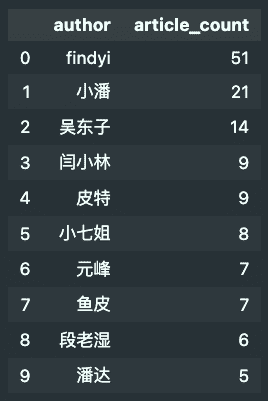 author article_count
0 findyi 51
1 小潘 21
2 吴东子 14
3 闫小林 9
4 皮特 9
5 小七姐 8
6 元峰 7
7 鱼皮 7
8 段老湿 6
9 潘达 5